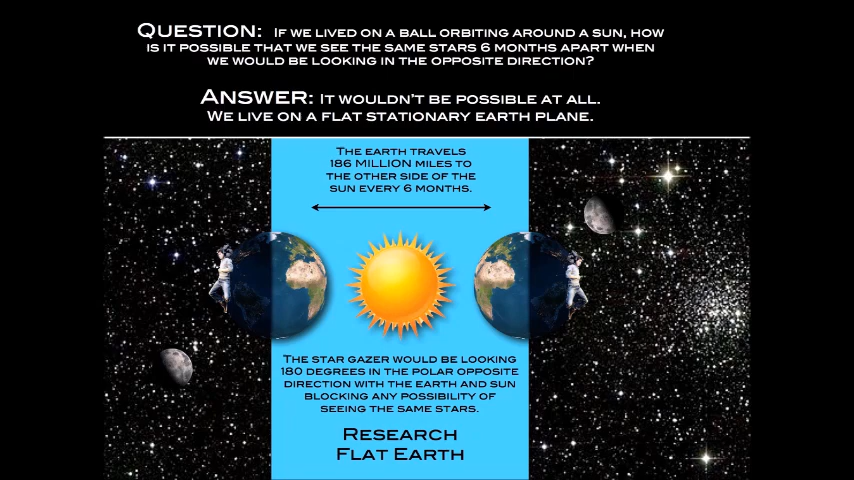 QUESTION: IF WE LIVED ON A BALL ORBITING AROUND A SUN, HOW
IS IT POSSIBLE THAT WE SEE THE SAME STARS 6 MONTHS APART WHEN
WE WOULD BE LOOKING IN THE OPPOSITE DIRECTION?
ANSWER: IT WOULDN'T BE POSSIBLE AT ALL.
WE LIVE ON A FLAT STATIONARY EARTH PLANE.
THE EARTH TRAVELS
186 MILLION MILES TO
THE OTHER SIDE OF THE
SUN EVERY 6 MONTHS.
THE STAR GAZER WOULD BE LOOKING
180 DEGREES IN THE POLAR OPPOSITE
DIRECTION WITH THE EARTH AND SUN
BLOCKING ANY POSSIBILITY OF
SEEING THE SAME STARS.
RESEARCH
FLAT EARTH